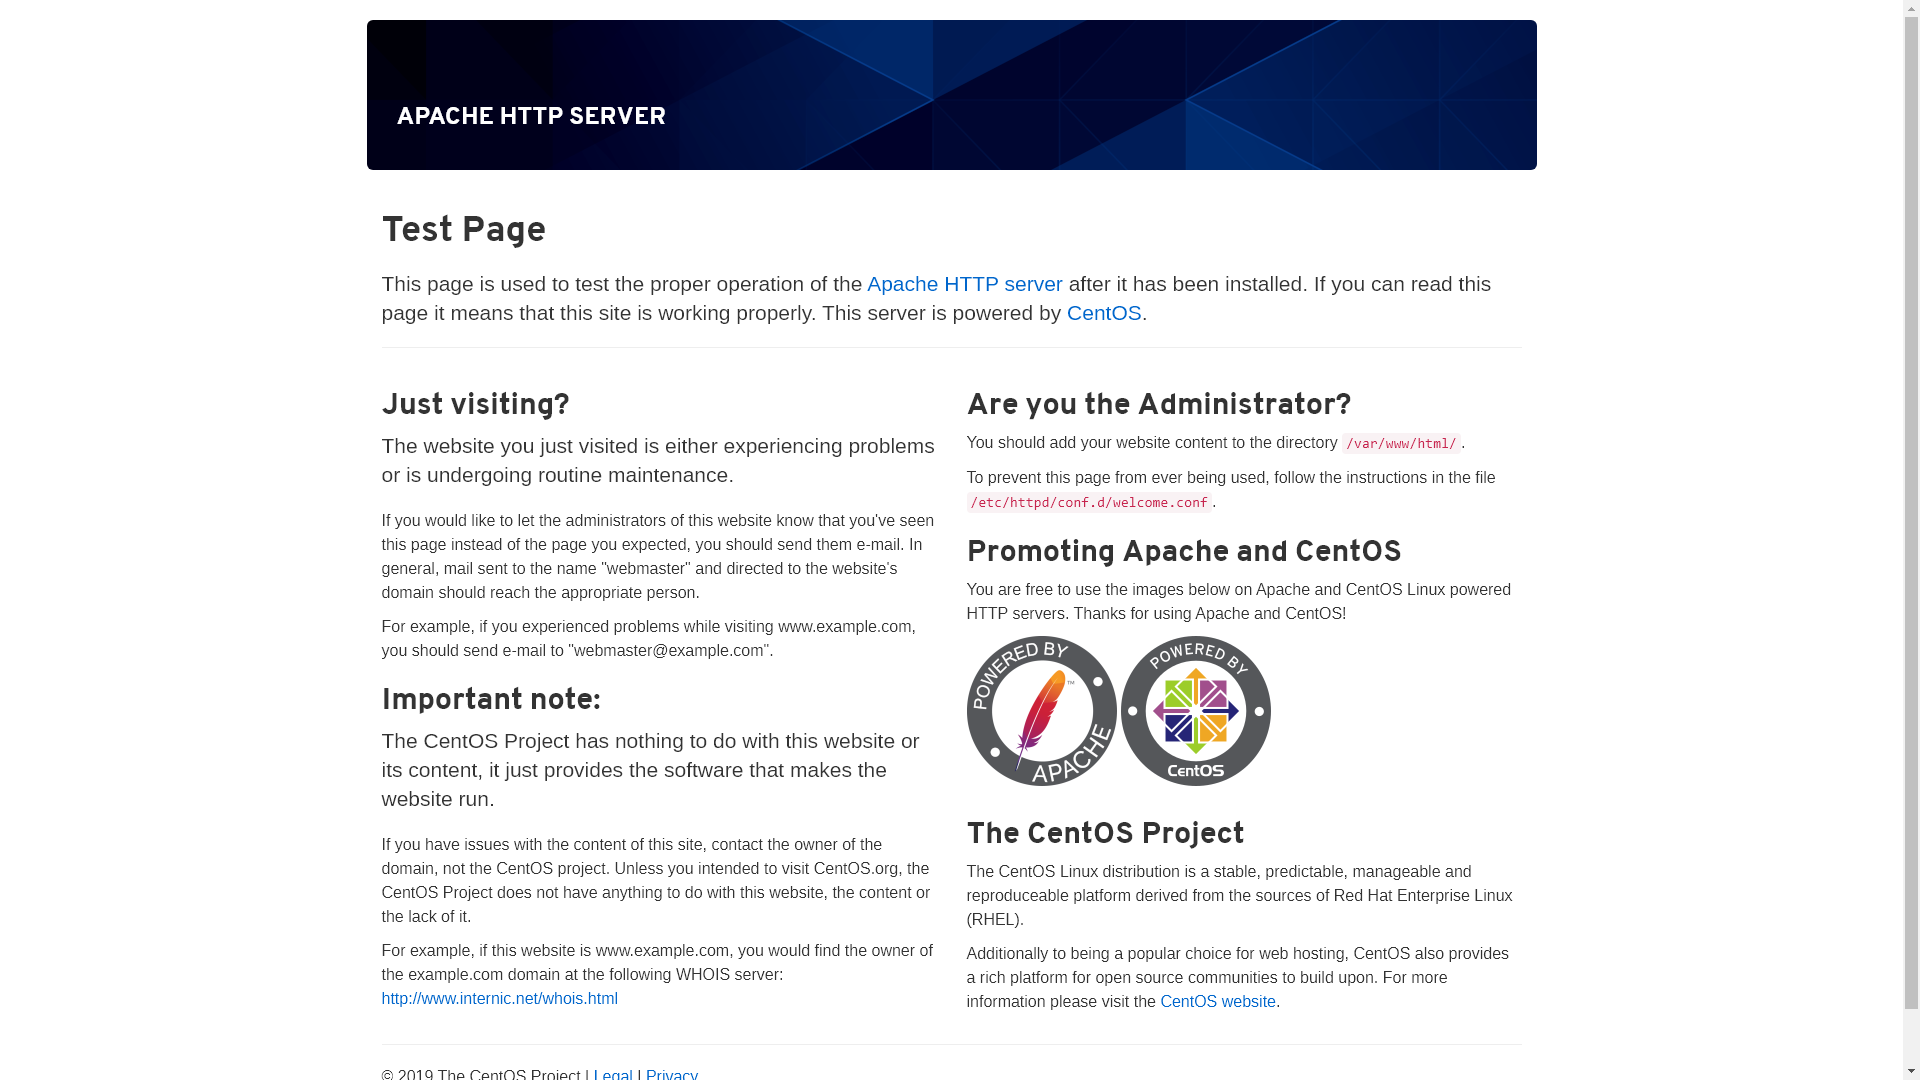 APACHE HTTP SERVER
Test Page
This page is used to test the proper operation of the Apache HTTP server after it has been installed. If you can read this
page it means that this site is working properly. This server is powered by CentOS.
Just visiting?
The website you just visited is either experiencing problems
or is undergoing routine maintenance.
If you would like to let the administrators of this website know that you've seen
this page instead of the page you expected, you should send them e-mail. In
general, mail sent to the name "webmaster" and directed to the website's
domain should reach the appropriate person.
For example, if you experienced problems while visiting www.example.com,
you should send e-mail to "webmaster@example.com".
Important note:
The CentOS Project has nothing to do with this website or
its content, it just provides the software that makes the
website run.
If you have issues with the content of this site, contact the owner of the
domain, not the CentOS project. Unless you intended to visit CentOS.org, the
CentOS Project does not have anything to do with this website, the content or
the lack of it.
For example, if this website is www.example.com, you would find the owner of
the example.com domain at the following WHOIS server:
http://www.internic.net/whois.html
Are you the Administrator?
You should add your website content to the directory /var/www/html/.
To prevent this page from ever being used, follow the instructions in the file
/etc/httpd/conf.d/welcome.conf.
Promoting Apache and CentOS
You are free to use the images below on Apache and CentOS Linux powered
HTTP servers. Thanks for using Apache and CentOS!
POWERED BY
APACHE
TM
POWERED BY
CentOS
The CentOS Project
The CentOS Linux distribution is a stable, predictable, manageable and
reproduceable platform derived from the sources of Red Hat Enterprise Linux
(RHEL).
Additionally to being a popular choice for web hosting, CentOS also provides
a rich platform for open source communities to build upon. For more
information please visit the CentOS website.
© 2019 The CentOS Project | Legal | Privacy